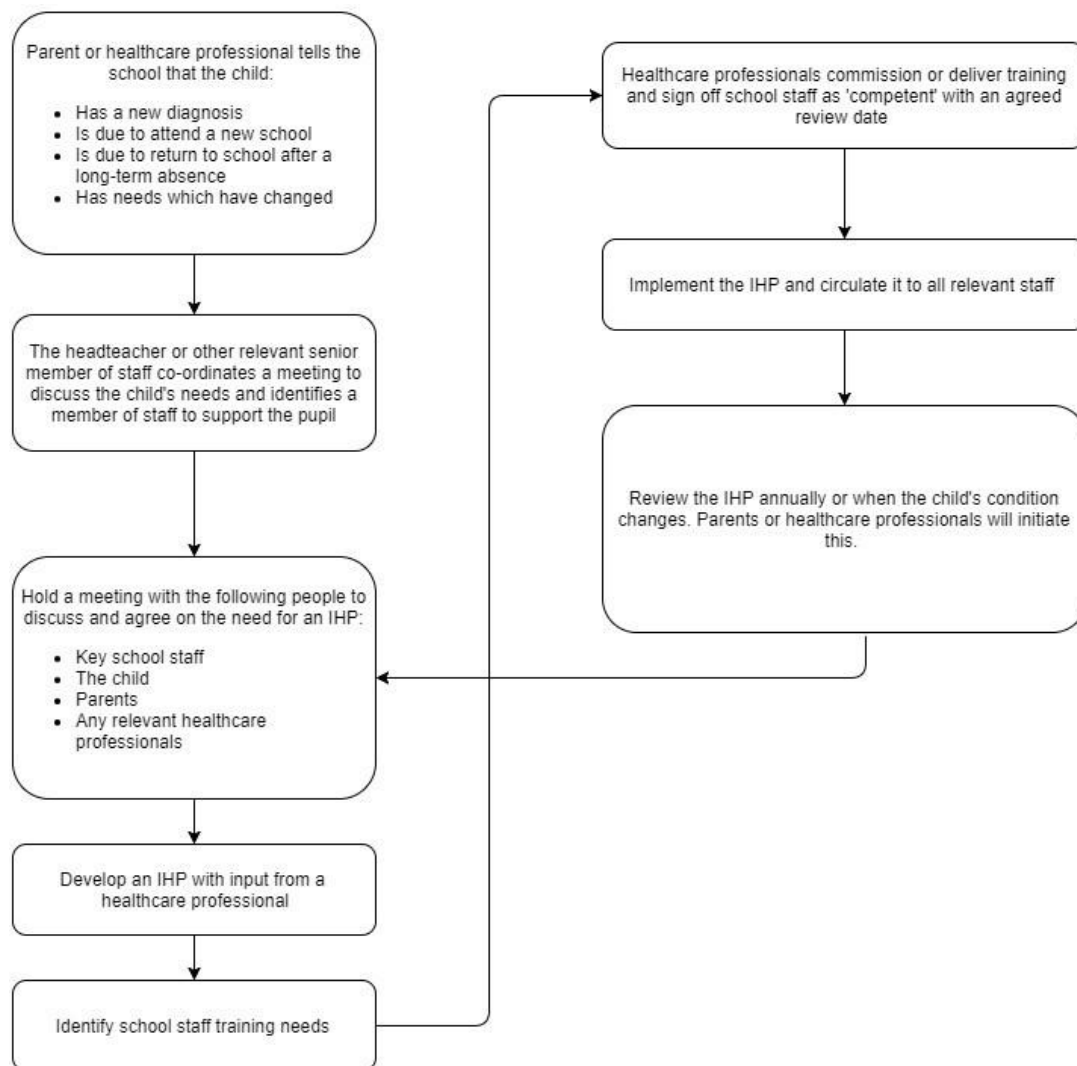 Parent or healthcare professional tells the
school that the child:
• Has a new diagnosis
• Is due to attend a new school
• Is due to return to school after a
long-term absence
• Has needs which have changed
The headteacher or other relevant senior
member of staff co-ordinates a meeting to
discuss the child's needs and identifies a
member of staff to support the pupil
Hold a meeting with the following people to
discuss and agree on the need for an IHP:
• Key school staff
• The child
• Parents
• Any relevant healthcare
professionals
Develop an IHP with input from a
healthcare professional
Identify school staff training needs
Healthcare professionals commission or deliver training
and sign off school staff as 'competent' with an agreed
review date
Implement the IHP and circulate it to all relevant staff
Review the IHP annually or when the child's condition
changes. Parents or healthcare professionals will initiate
this.